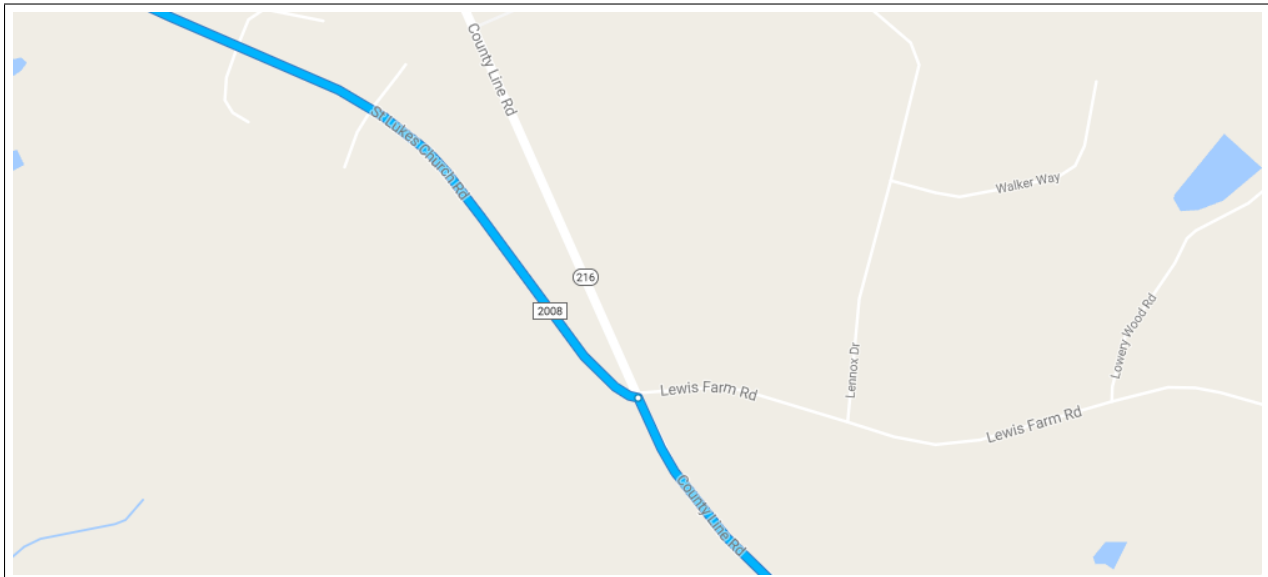 County Line Rd
St Lukes Church Rd
Walker Way
216
2008
Lowery Wood Rd
Lennox Dr
Lewis Farm Rd
Lewis Farm Rd
County Line Rd